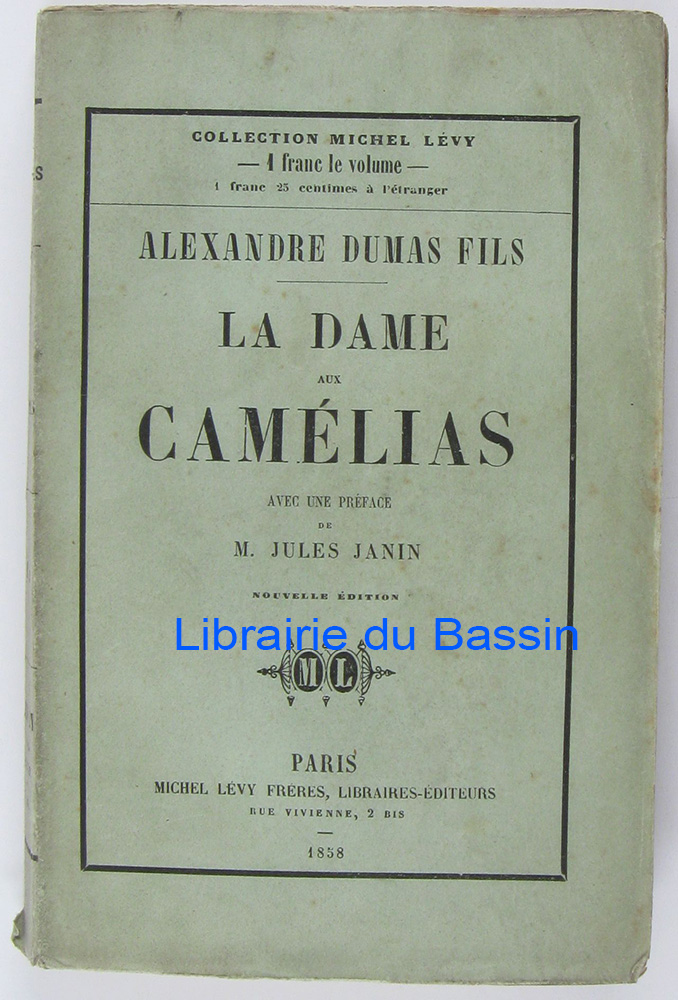 COLLECTION MICHEL LÉVY
— 1 franc le volume —
1 franc 25 centimes à l'étranger
ALEXANDRE DUMAS FILS
LA DAME
AUX
CAMÉLIAS
AVEC UNE PRÉFACE
DE
M. JULES JANIN
NOUVELLE ÉDITION
Librairie du Bassin
ML
PARIS
MICHEL LÉVY FRÈRES, LIBRAIRES-ÉDITEURS
RUE VIVIENNE, 2 BIS
—
1858